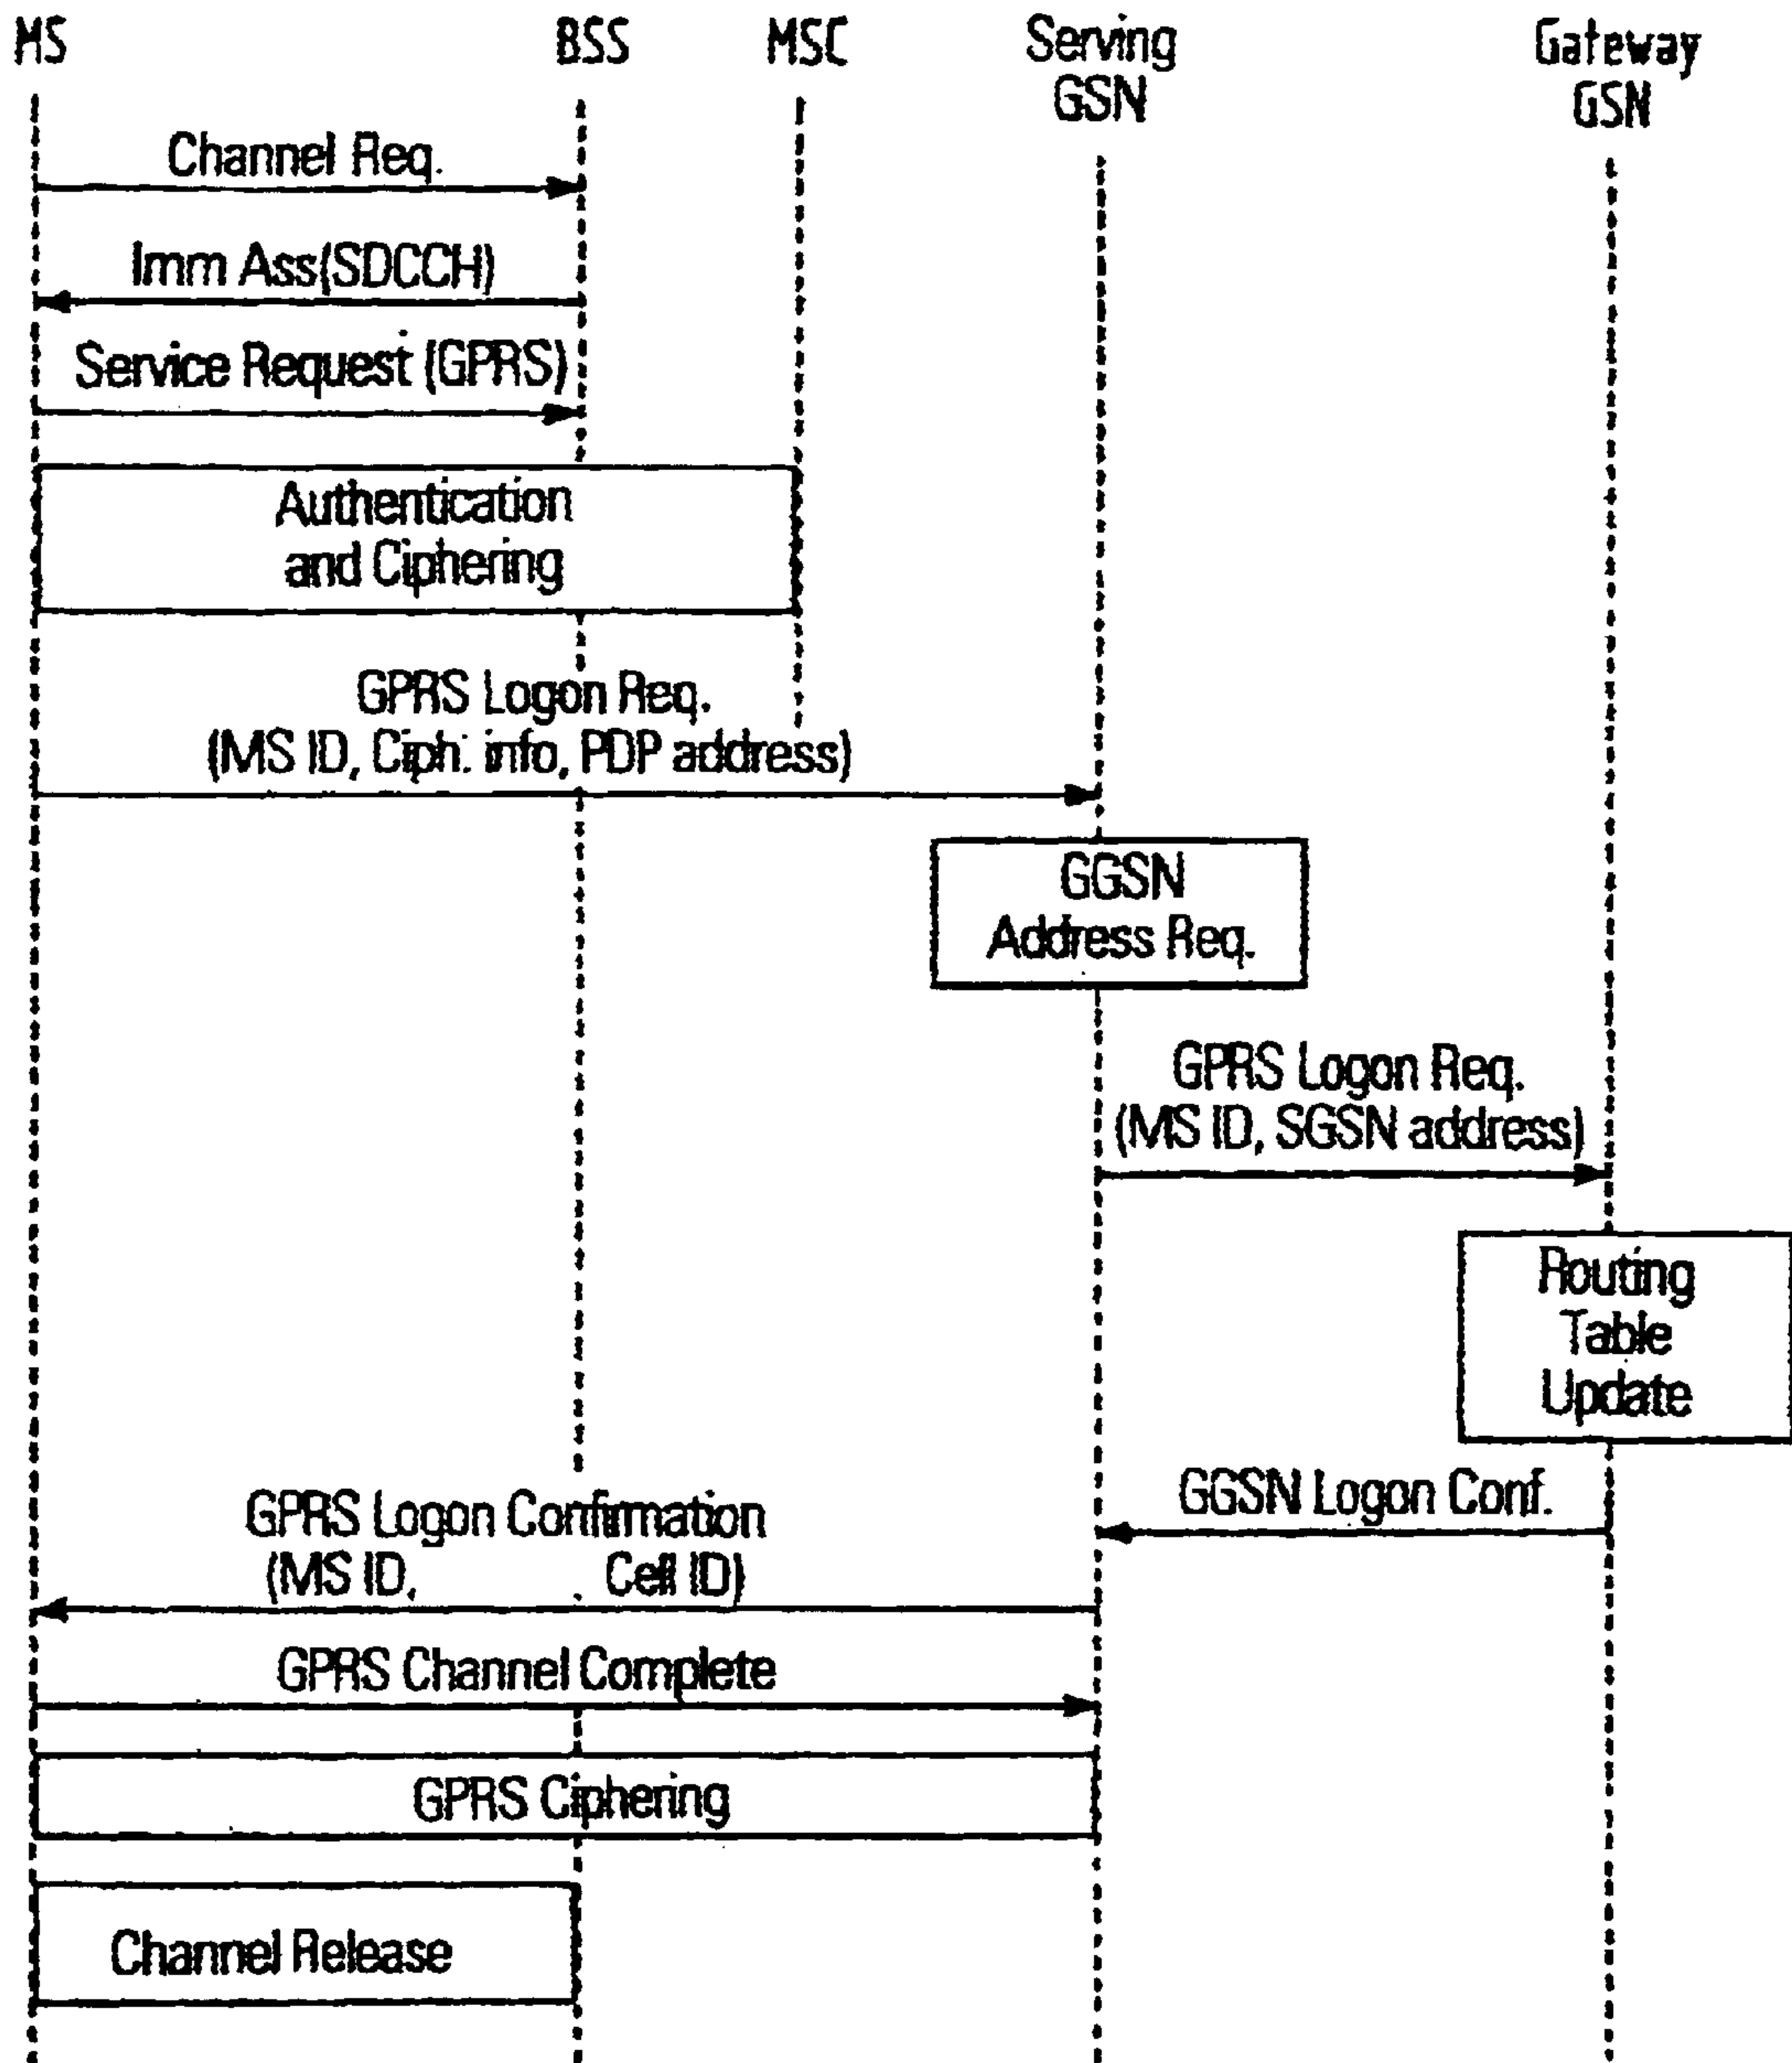 MS
BSS
MSC
Serving
GSN
Gateway
GSN
Channel Req.
Imm Ass(SDCCH)
Service Request (GPRS)
Authentication
and Ciphering
GPRS Logon Req.
(MS ID, Ciph. info, PDP address)
GGSN
Address Req.
GPRS Logon Req.
(MS ID, SGSN address)
Routing
Table
Update
GGSN Logon Conf.
GPRS Logon Confirmation
(MS ID, Cell ID)
GPRS Channel Complete
GPRS Ciphering
Channel Release